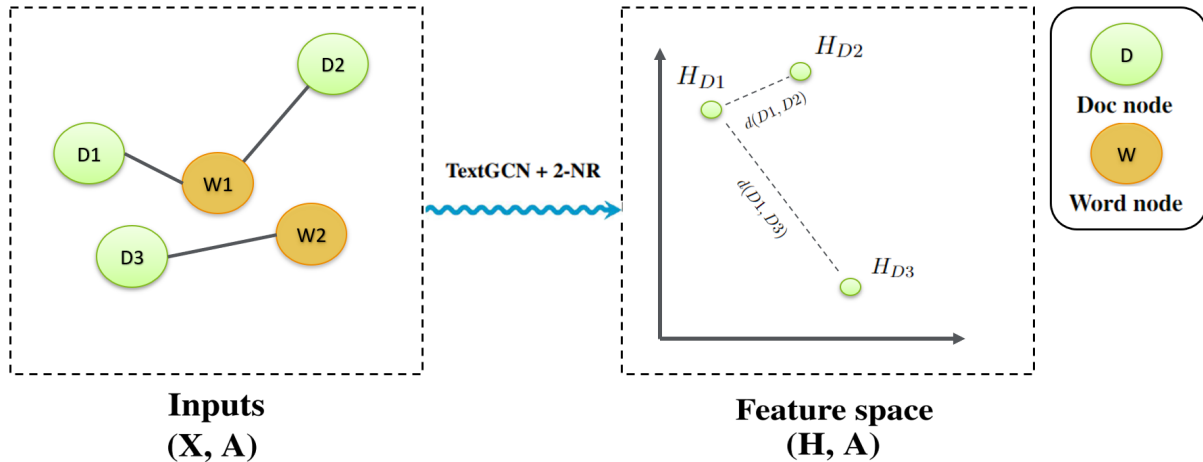 D1
D2
W1
D3
W2
Inputs
(X, A)
TextGCN + 2-NR
H_{D1}
H_{D2}
d(D1, D2)
d(D1, D3)
H_{D3}
Feature space
(H, A)
D
Doc node
W
Word node